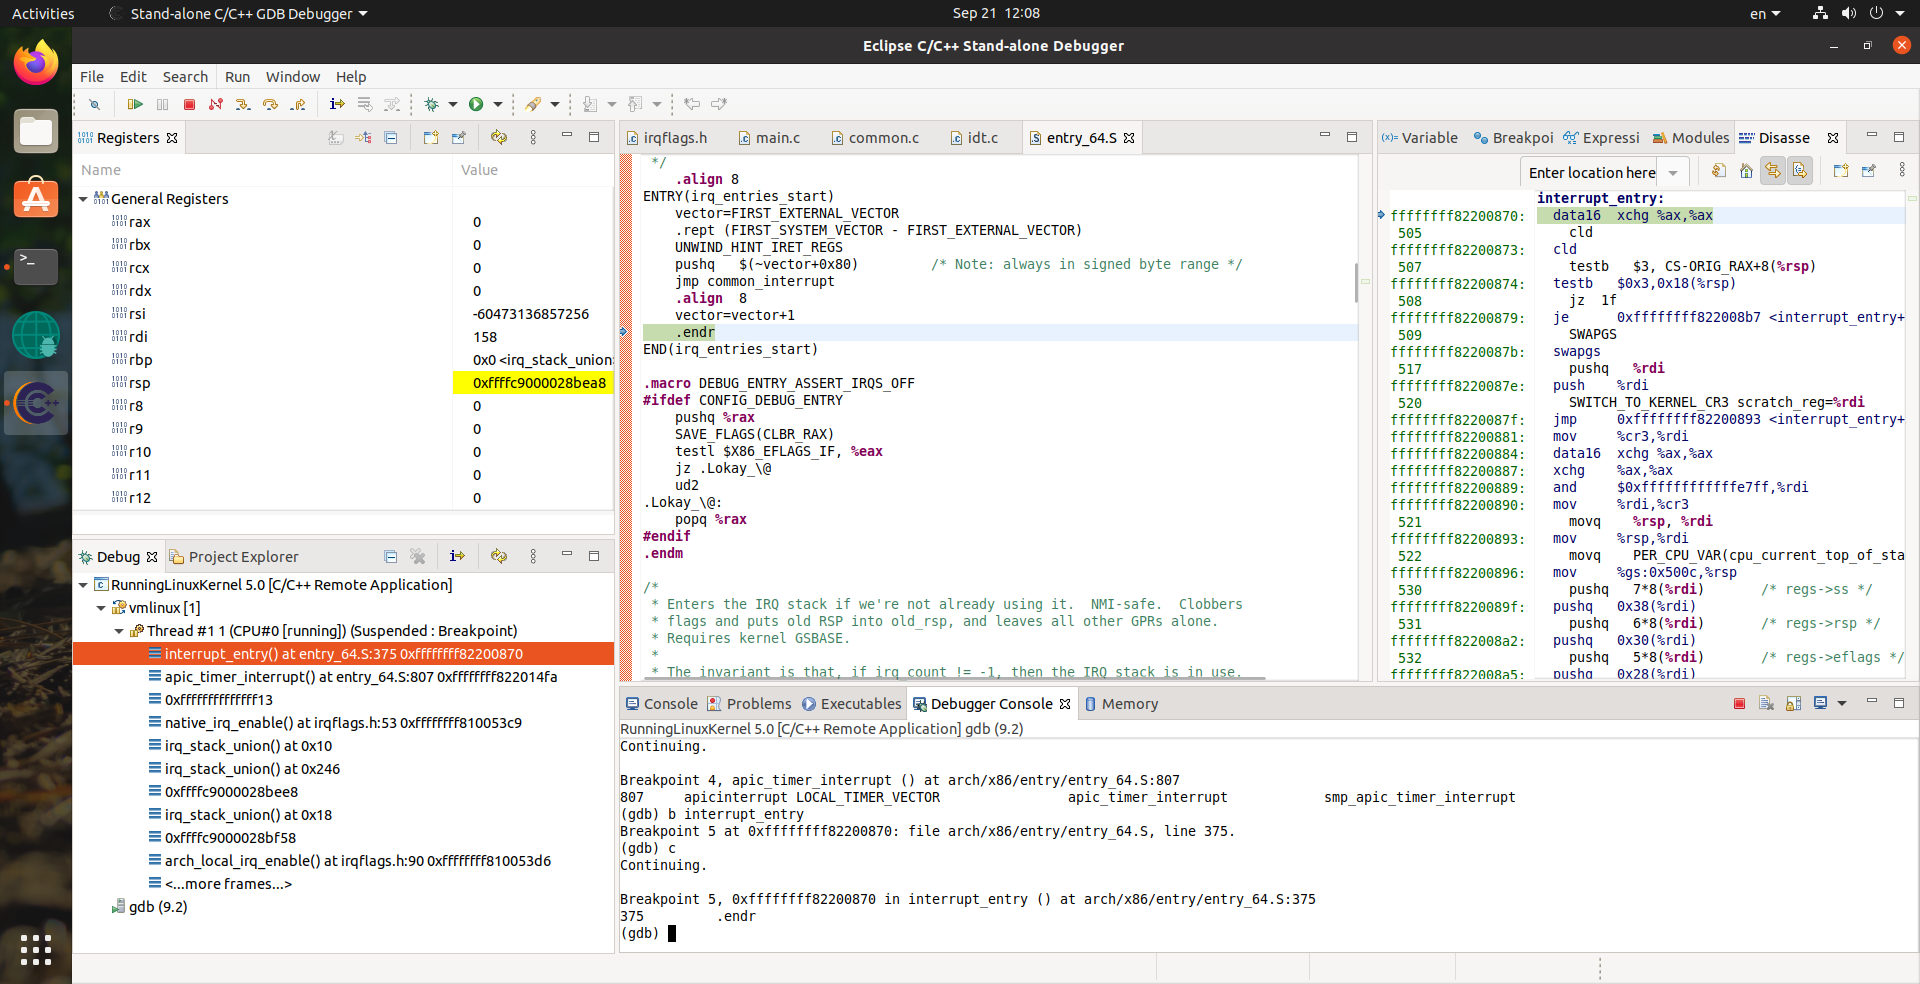 Activities
Stand-alone C/C++ GDB Debugger
Sep 21 12:08
en
Eclipse C/C++ Stand-alone Debugger
File Edit Search Run Window Help
Registers
Name Value
General Registers
rax 0
rbx 0
rcx 0
rdx 0
rsi -60473136857256
rdi 158
rbp 0x0 <irq_stack_union
rsp 0xffffc9000028bea8
r8 0
r9 0
r10 0
r11 0
r12 0
Debug Project Explorer
RunningLinuxKernel 5.0 [C/C++ Remote Application]
vmlinux [1]
Thread #1 1 (CPU#0 [running]) (Suspended : Breakpoint)
interrupt_entry() at entry_64.S:375 0xffffffff82200870
apic_timer_interrupt() at entry_64.S:807 0xffffffff822014fa
0xffffffffffffff13
native_irq_enable() at irqflags.h:53 0xffffffff810053c9
irq_stack_union() at 0x10
irq_stack_union() at 0x246
0xffffc9000028bee8
irq_stack_union() at 0x18
0xffffc9000028bf58
arch_local_irq_enable() at irqflags.h:90 0xffffffff810053d6
<...more frames...>
gdb (9.2)
irqflags.h main.c common.c idt.c entry_64.S
*/
.align 8
ENTRY(irq_entries_start)
vector=FIRST_EXTERNAL_VECTOR
.rept (FIRST_SYSTEM_VECTOR - FIRST_EXTERNAL_VECTOR)
UNWIND_HINT_IRET_REGS
pushq $(~vector+0x80) /* Note: always in signed byte range */
jmp common_interrupt
.align 8
vector=vector+1
.endr
END(irq_entries_start)
.macro DEBUG_ENTRY_ASSERT_IRQS_OFF
#ifdef CONFIG_DEBUG_ENTRY
pushq %rax
SAVE_FLAGS(CLBR_RAX)
testl $X86_EFLAGS_IF, %eax
jz .Lokay_\@
ud2
.Lokay_\@:
popq %rax
#endif
.endm
/*
* Enters the IRQ stack if we're not already using it. NMI-safe. Clobbers
* flags and puts old RSP into old_rsp, and leaves all other GPRs alone.
* Requires kernel GSBASE.
*
* The invariant is that, if irq_count != -1, then the IRQ stack is in use.
Variable Breakpoi Expressi Modules Disasse
Enter location here
interrupt_entry:
ffffffff82200870: data16 xchg %ax,%ax
505 cld
ffffffff82200873: cld
507 testb $3, CS-ORIG_RAX+8(%rsp)
ffffffff82200874: testb $0x3,0x18(%rsp)
508 jz 1f
ffffffff82200879: je 0xffffffff822008b7 <interrupt_entry+
509 SWAPGS
ffffffff8220087b: swapgs
517 pushq %rdi
ffffffff8220087e: push %rdi
520 SWITCH_TO_KERNEL_CR3 scratch_reg=%rdi
ffffffff8220087f: jmp 0xffffffff82200893 <interrupt_entry+
ffffffff82200881: mov %cr3,%rdi
ffffffff82200884: data16 xchg %ax,%ax
ffffffff82200887: xchg %ax,%ax
ffffffff82200889: and $0xffffffffffffe7ff,%rdi
ffffffff82200890: mov %rdi,%cr3
521 movq %rsp, %rdi
ffffffff82200893: mov %rsp,%rdi
522 movq PER_CPU_VAR(cpu_current_top_of_sta
ffffffff82200896: mov %gs:0x500c,%rsp
530 pushq 7*8(%rdi) /* regs->ss */
ffffffff8220089f: pushq 0x38(%rdi)
531 pushq 6*8(%rdi) /* regs->rsp */
ffffffff822008a2: pushq 0x30(%rdi)
532 pushq 5*8(%rdi) /* regs->eflags */
ffffffff822008a5: pushq 0x28(%rdi)
Console Problems Executables Debugger Console Memory
RunningLinuxKernel 5.0 [C/C++ Remote Application] gdb (9.2)
Continuing.
Breakpoint 4, apic_timer_interrupt () at arch/x86/entry/entry_64.S:807
807 apicinterrupt LOCAL_TIMER_VECTOR apic_timer_interrupt smp_apic_timer_interrupt
(gdb) b interrupt_entry
Breakpoint 5 at 0xffffffff82200870: file arch/x86/entry/entry_64.S, line 375.
(gdb) c
Continuing.
Breakpoint 5, 0xffffffff82200870 in interrupt_entry () at arch/x86/entry/entry_64.S:375
375 .endr
(gdb)